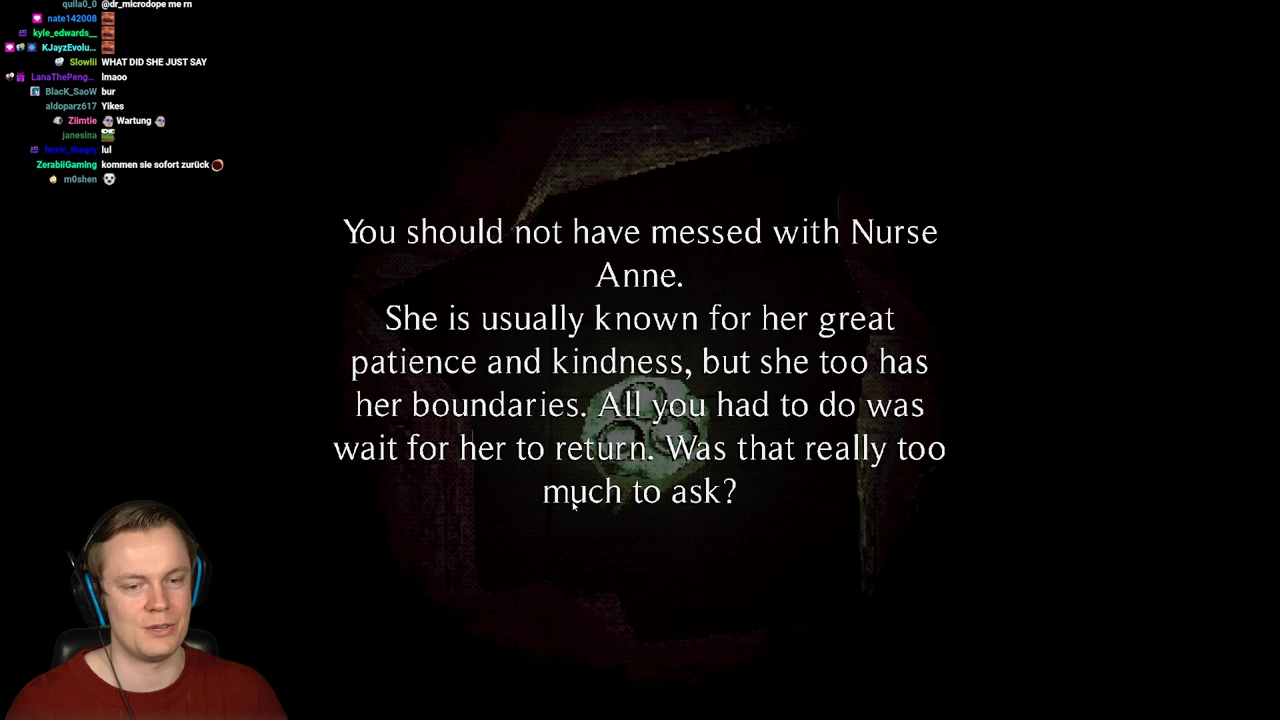 quila0_0 @dr_microdope me rn
nate142008
kyle_edwards__
KJayzEvolu...
Slowlii WHAT DID SHE JUST SAY
LanaThePeng... lmaoo
BlacK_SaoW bur
aldoparz617 Yikes
Ziimtie Wartung
janesina
lul
ZerabliGaming kommen sie sofort zurück
m0shen
You should not have messed with Nurse
Anne.
She is usually known for her great
patience and kindness, but she too has
her boundaries. All you had to do was
wait for her to return. Was that really too
much to ask?